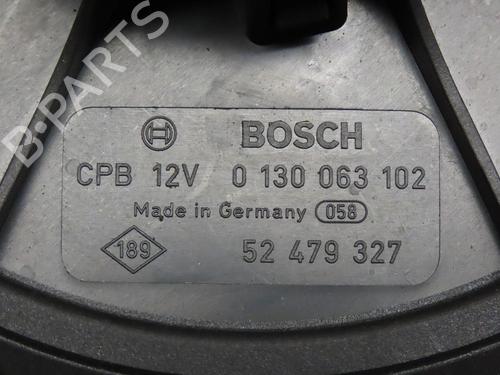 B-PARTS
BOSCH
CPB 12V 0 130 063 102
Made in Germany 058
189 52 479 327